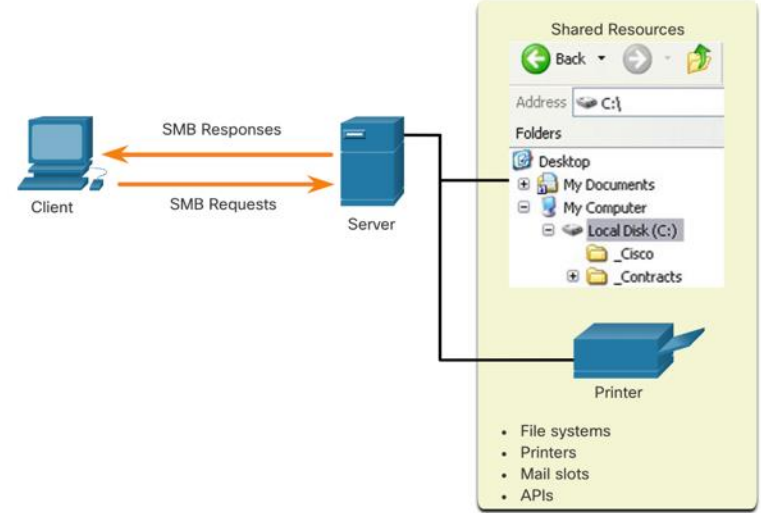 Shared Resources
Back
Address C:\
Folders
Desktop
My Documents
My Computer
Local Disk (C:)
_Cisco
_Contracts
SMB Responses
SMB Requests
Client
Server
Printer
• File systems
• Printers
• Mail slots
• APIs